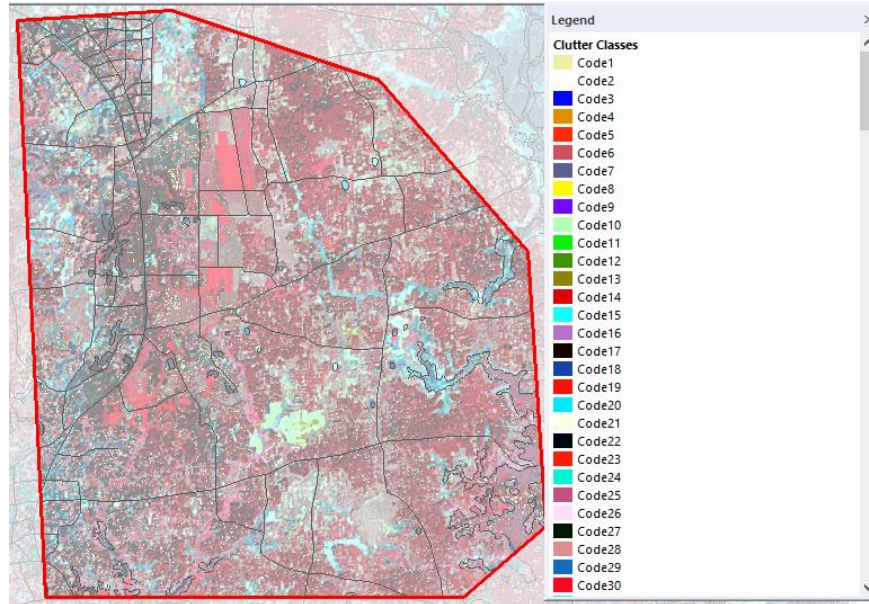 Legend
Clutter Classes
Code1
Code2
Code3
Code4
Code5
Code6
Code7
Code8
Code9
Code10
Code11
Code12
Code13
Code14
Code15
Code16
Code17
Code18
Code19
Code20
Code21
Code22
Code23
Code24
Code25
Code26
Code27
Code28
Code29
Code30